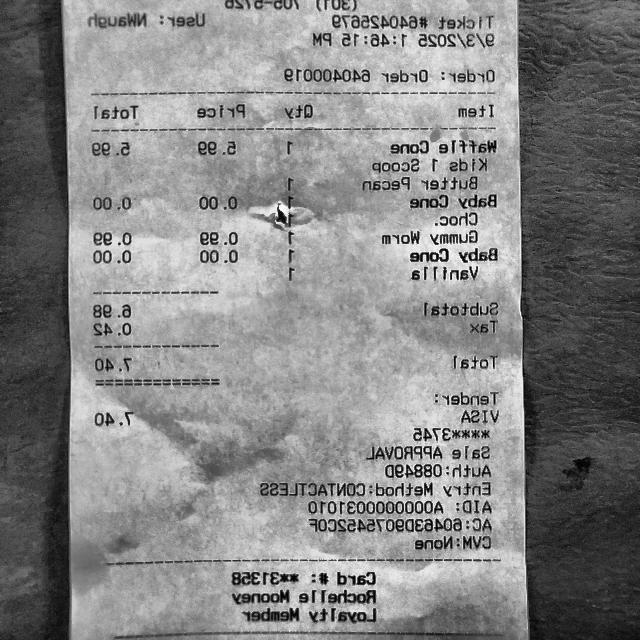 (301)
Ticket #640425679 User: NWaugh
9/3/2025 1:46:15 PM
Order: Order 640400019
Item Qty Price Total
Waffle Cone 1 5.99 5.99
Kids 1 Scoop
Butter Pecan 1
Baby Cone 1 0.00 0.00
Choc. 1
Gummy Worm 1 0.99 0.99
Baby Cone 1 0.00 0.00
Vanilla 1
Subtotal 6.98
Tax 0.42
Total 7.40
Tender:
VISA 7.40
****3745
Sale APPROVAL
Auth:08849D
Entry Method:CONTACTLESS
AID: A0000000031010
AC:60463D9075452C0F
CVM:None
Card #: **31358
Rochelle Mooney
Loyalty Member